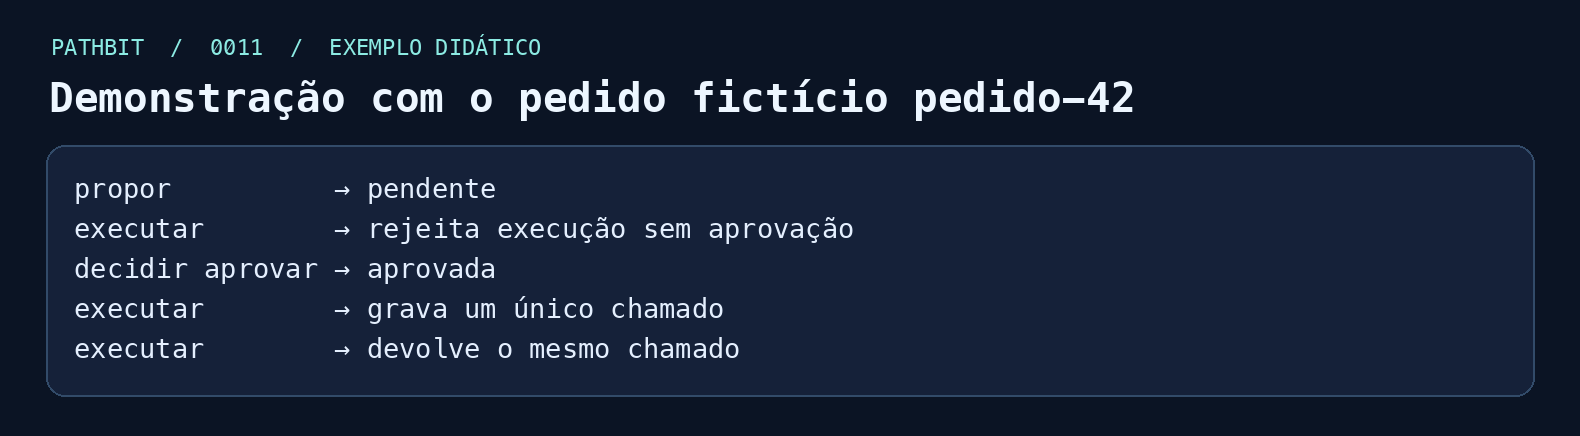 PATHBIT / 0011 / EXEMPLO DIDÁTICO
Demonstração com o pedido fictício pedido−42
propor → pendente
executar → rejeita execução sem aprovação
decidir aprovar → aprovada
executar → grava um único chamado
executar → devolve o mesmo chamado